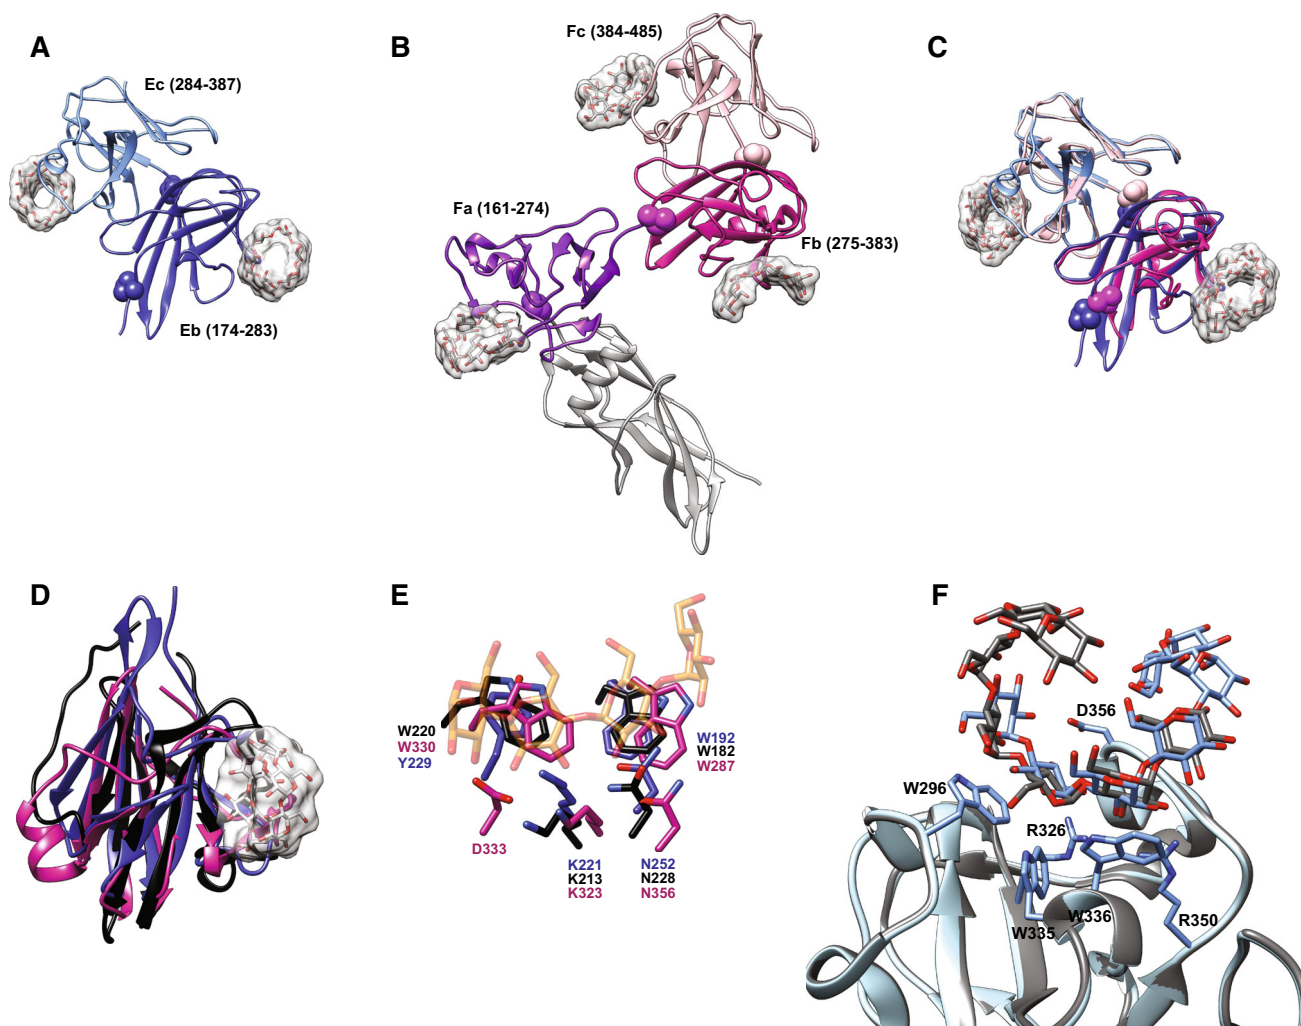 A
Ec (284-387)
Eb (174-283)
B
Fc (384-485)
Fa (161-274)
Fb (275-383)
C
D
E
W220
W330
Y229
W192
W182
W287
D333
K221
K213
K323
N252
N228
N356
F
D356
W296
R326
W335
W336
R350